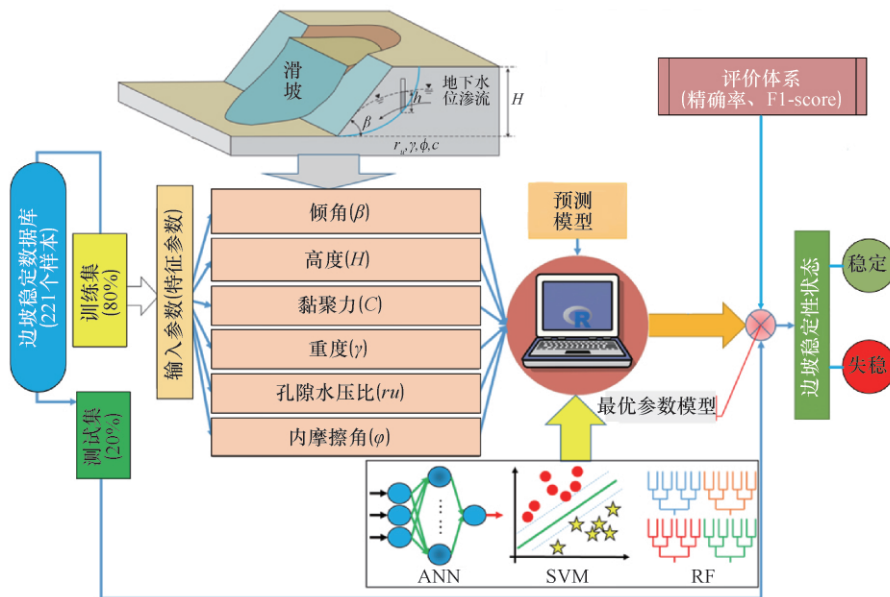 滑坡
地下水
位渗流
h
H
β
r_u,γ,ϕ,c
评价体系
(精确率、F1-score)
边坡稳定数据库
(221个样本)
训练集
(80%)
测试集
(20%)
输入参数(特征参数)
倾角(β)
高度(H)
黏聚力(C)
重度(γ)
孔隙水压比(ru)
内摩擦角(φ)
预测
模型
R
最优参数模型
边坡稳定性状态
稳定
失稳
ANN
SVM
RF